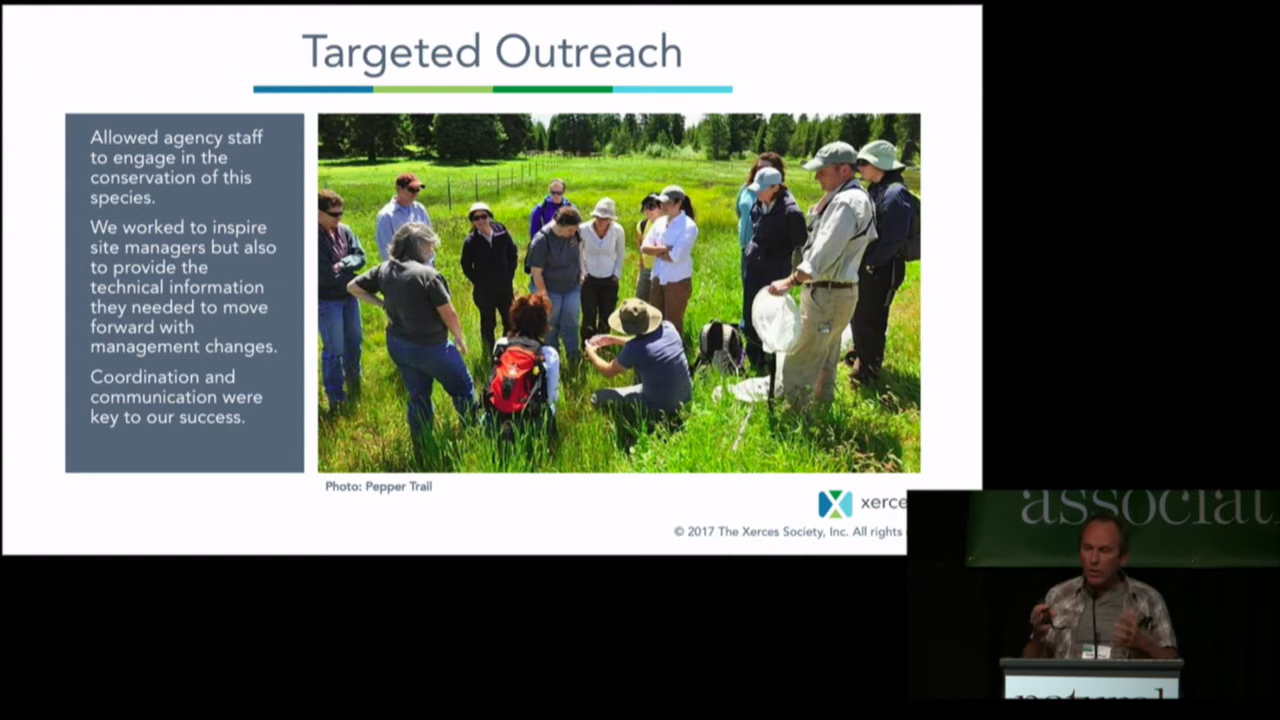 Targeted Outreach
Allowed agency staff
to engage in the
conservation of this
species.
We worked to inspire
site managers but also
to provide the
technical information
they needed to move
forward with
management changes.
Coordination and
communication were
key to our success.
Photo: Pepper Trail
xerce
© 2017 The Xerces Society, Inc. All rights
associat
natural